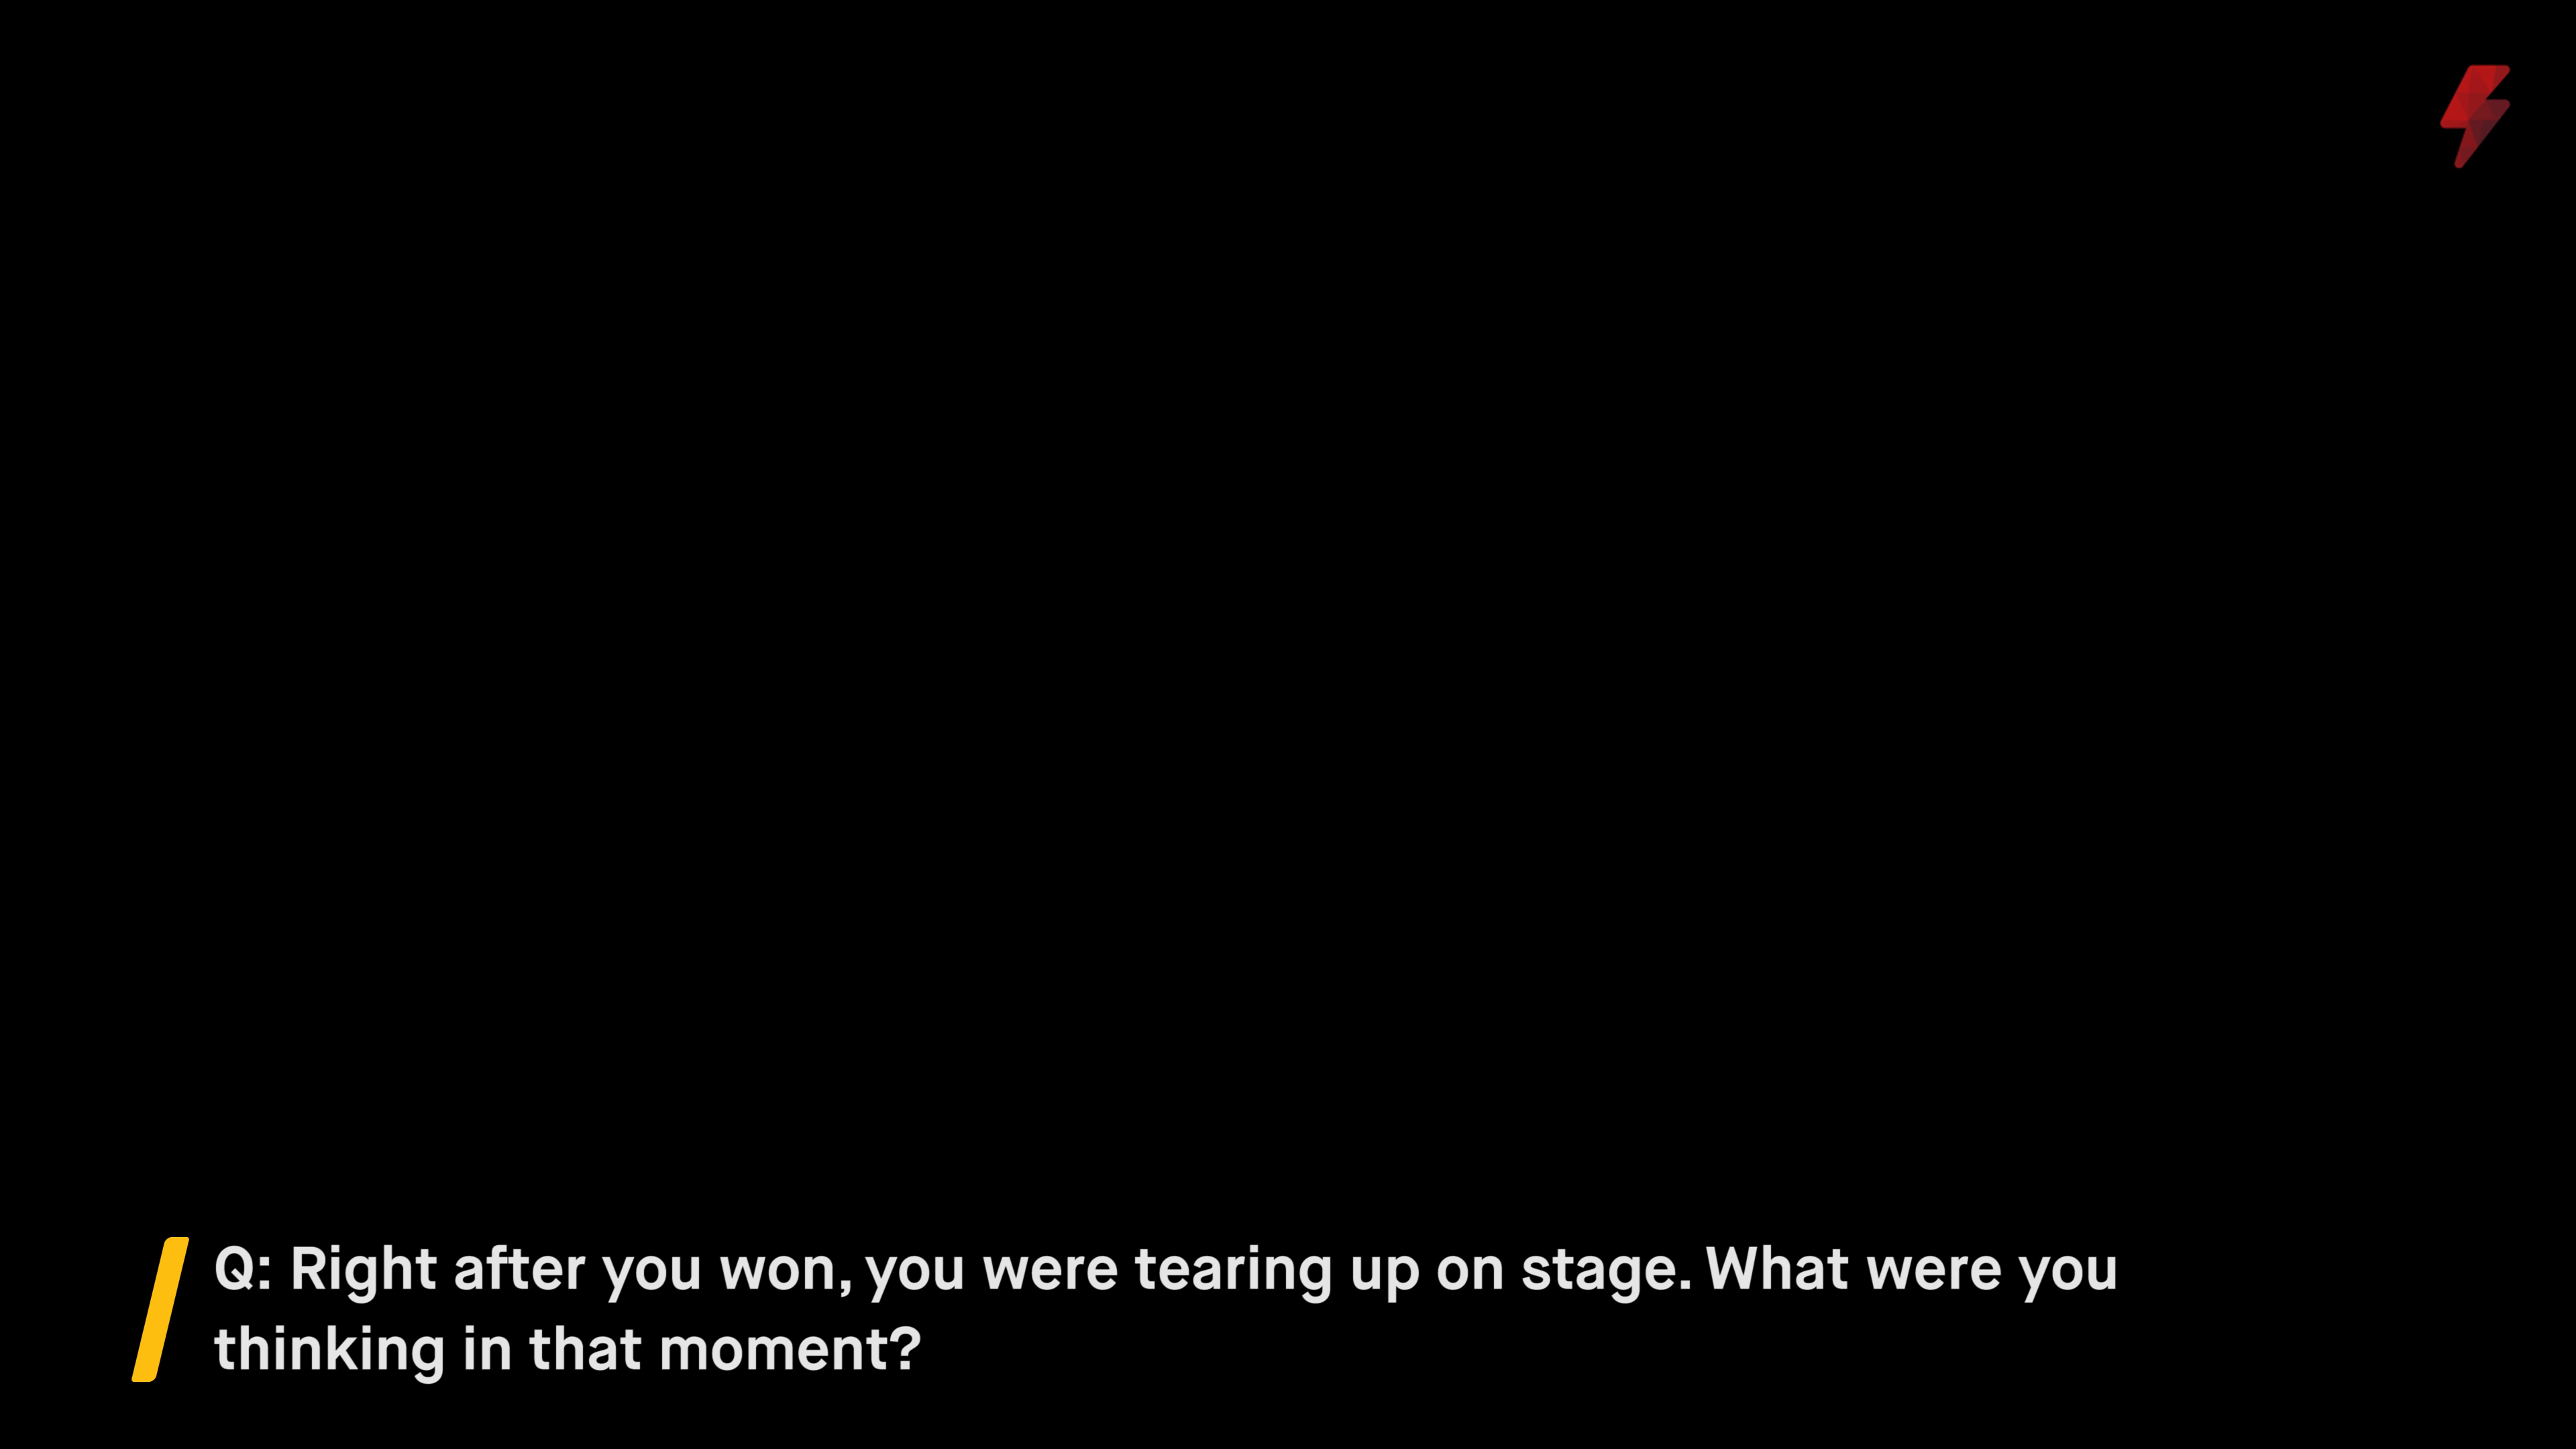 Q: Right after you won, you were tearing up on stage. What were you
thinking in that moment?